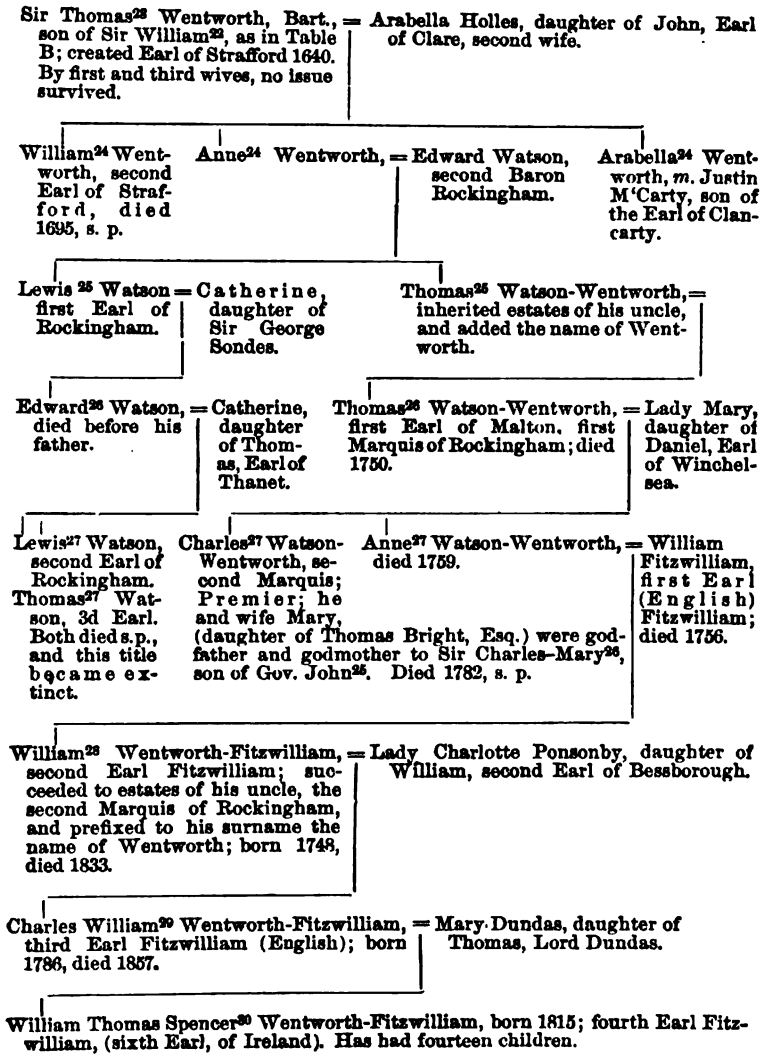 Sir Thomas²³ Wentworth, Bart.,
son of Sir William²², as in Table
B; created Earl of Strafford 1640.
By first and third wives, no issue
survived.
= Arabella Holles, daughter of John, Earl
of Clare, second wife.
William²⁴ Went-
worth, second
Earl of Straf-
ford, died
1695, s. p.
Anne²⁴ Wentworth,
= Edward Watson,
second Baron
Rockingham.
Arabella²⁴ Went-
worth, m. Justin
M'Carty, son of
the Earl of Clan-
carty.
Lewis ²⁵ Watson
first Earl of
Rockingham.
= Catherine,
daughter of
Sir George
Sondes.
Thomas²⁵ Watson-Wentworth, =
inherited estates of his uncle,
and added the name of Went-
worth.
Edward²⁶ Watson,
died before his
father.
= Catherine,
daughter
of Thom-
as, Earl of
Thanet.
Thomas²⁶ Watson-Wentworth,
first Earl of Malton, first
Marquis of Rockingham; died
1750.
= Lady Mary,
daughter of
Daniel, Earl
of Winchel-
sea.
Lewis²⁷ Watson,
second Earl of
Rockingham.
Thomas²⁷ Wat-
son, 3d Earl.
Both died s.p.,
and this title
became ex-
tinct.
Charles²⁷ Watson-
Wentworth, se-
cond Marquis;
Premier; he
and wife Mary,
(daughter of Thomas Bright, Esq.) were god-
father and godmother to Sir Charles-Mary²⁶,
son of Gov. John²⁵. Died 1782, s. p.
Anne²⁷ Watson-Wentworth,
died 1759.
= William
Fitzwilliam,
first Earl
(English)
Fitzwilliam;
died 1756.
William²⁸ Wentworth-Fitzwilliam,
second Earl Fitzwilliam; suc-
ceeded to estates of his uncle, the
second Marquis of Rockingham,
and prefixed to his surname the
name of Wentworth; born 1748,
died 1833.
= Lady Charlotte Ponsonby, daughter of
William, second Earl of Bessborough.
Charles William²⁹ Wentworth-Fitzwilliam,
third Earl Fitzwilliam (English); born
1786, died 1857.
= Mary Dundas, daughter of
Thomas, Lord Dundas.
William Thomas Spencer³⁰ Wentworth-Fitzwilliam, born 1815; fourth Earl Fitz-
william, (sixth Earl, of Ireland). Has had fourteen children.